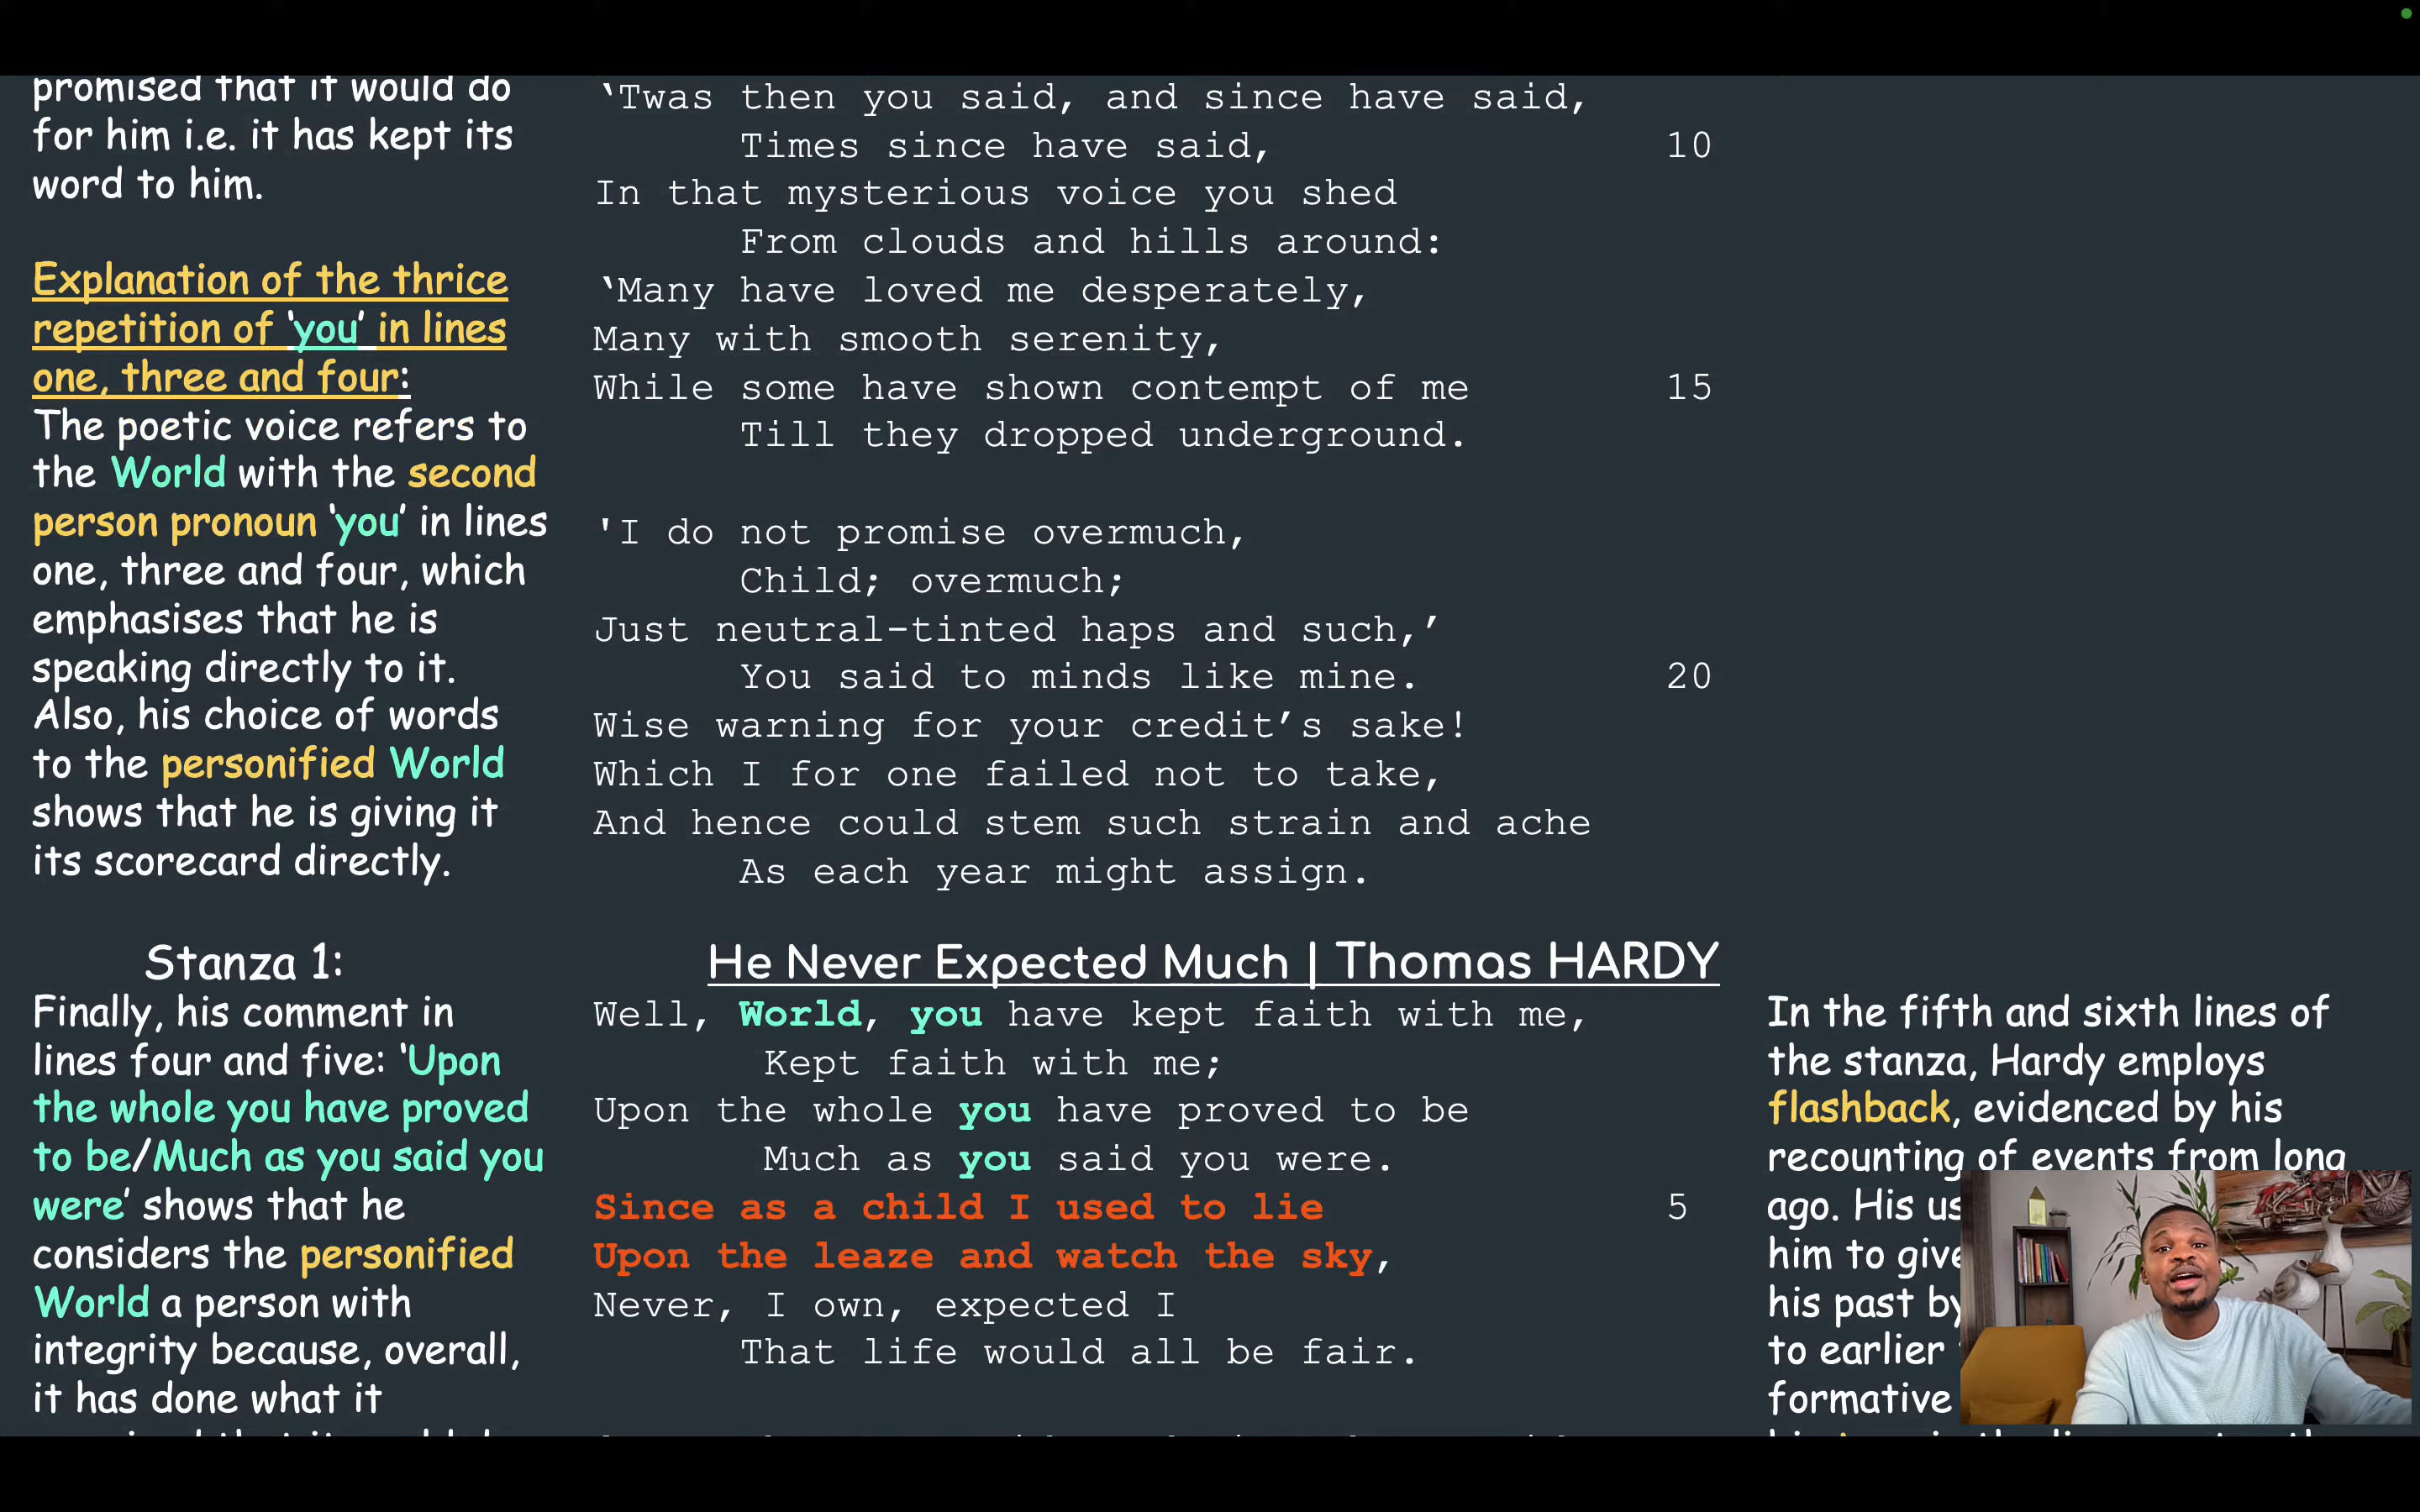 promised that it would do
for him i.e. it has kept its
word to him.
Explanation of the thrice
repetition of ‘you’ in lines
one, three and four:
The poetic voice refers to
the World with the second
person pronoun ‘you’ in lines
one, three and four, which
emphasises that he is
speaking directly to it.
Also, his choice of words
to the personified World
shows that he is giving it
its scorecard directly.
‘Twas then you said, and since have said,
Times since have said, 10
In that mysterious voice you shed
From clouds and hills around:
‘Many have loved me desperately,
Many with smooth serenity,
While some have shown contempt of me 15
Till they dropped underground.
'I do not promise overmuch,
Child; overmuch;
Just neutral-tinted haps and such,’
You said to minds like mine. 20
Wise warning for your credit’s sake!
Which I for one failed not to take,
And hence could stem such strain and ache
As each year might assign.
Stanza 1:
Finally, his comment in
lines four and five: ‘Upon
the whole you have proved
to be/Much as you said you
were’ shows that he
considers the personified
World a person with
integrity because, overall,
it has done what it
He Never Expected Much | Thomas HARDY
Well, World, you have kept faith with me,
Kept faith with me;
Upon the whole you have proved to be
Much as you said you were.
Since as a child I used to lie 5
Upon the leaze and watch the sky,
Never, I own, expected I
That life would all be fair.
In the fifth and sixth lines of
the stanza, Hardy employs
flashback, evidenced by his
recounting of events from long
ago. His
him to give
his past by
to earlier
formative